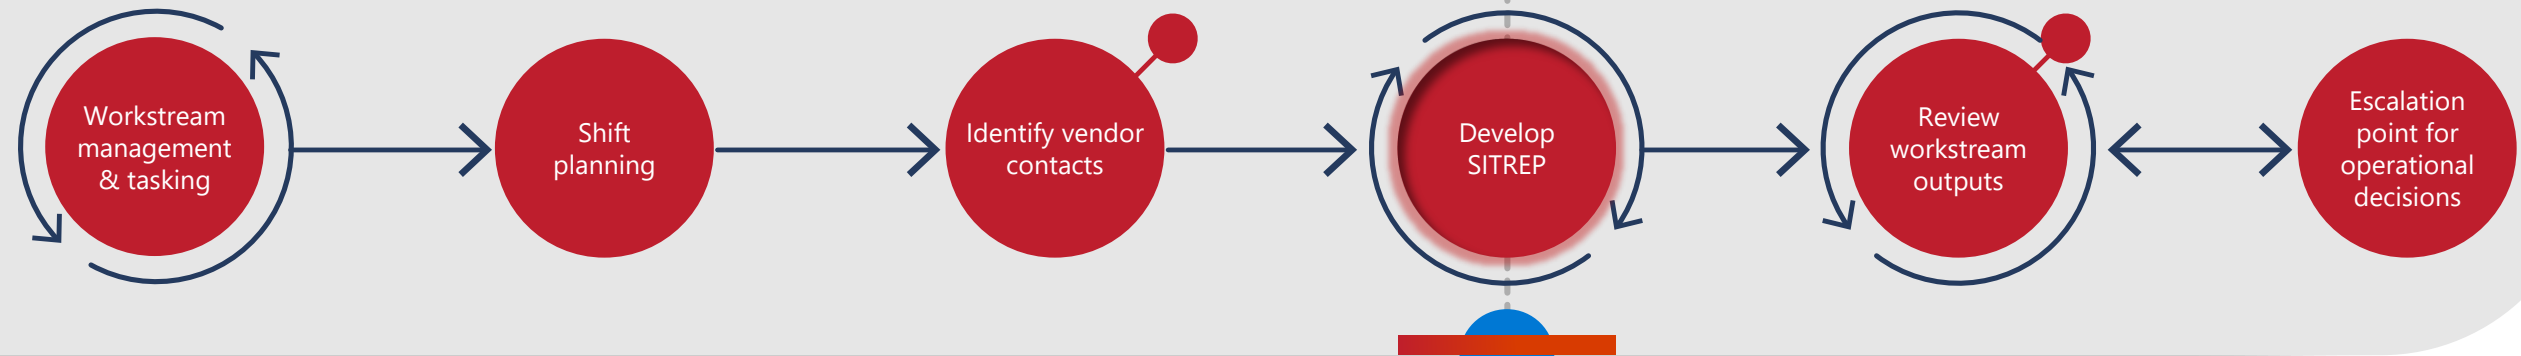 Workstream
management
& tasking
Shift
planning
Identify vendor
contacts
Develop
SITREP
Review
workstream
outputs
Escalation
point for
operational
decisions